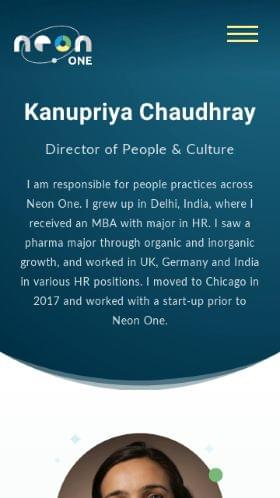 neon
ONE
Kanupriya Chaudhray
Director of People & Culture
I am responsible for people practices across
Neon One. I grew up in Delhi, India, where I
received an MBA with major in HR. I saw a
pharma major through organic and inorganic
growth, and worked in UK, Germany and India
in various HR positions. I moved to Chicago in
2017 and worked with a start-up prior to
Neon One.